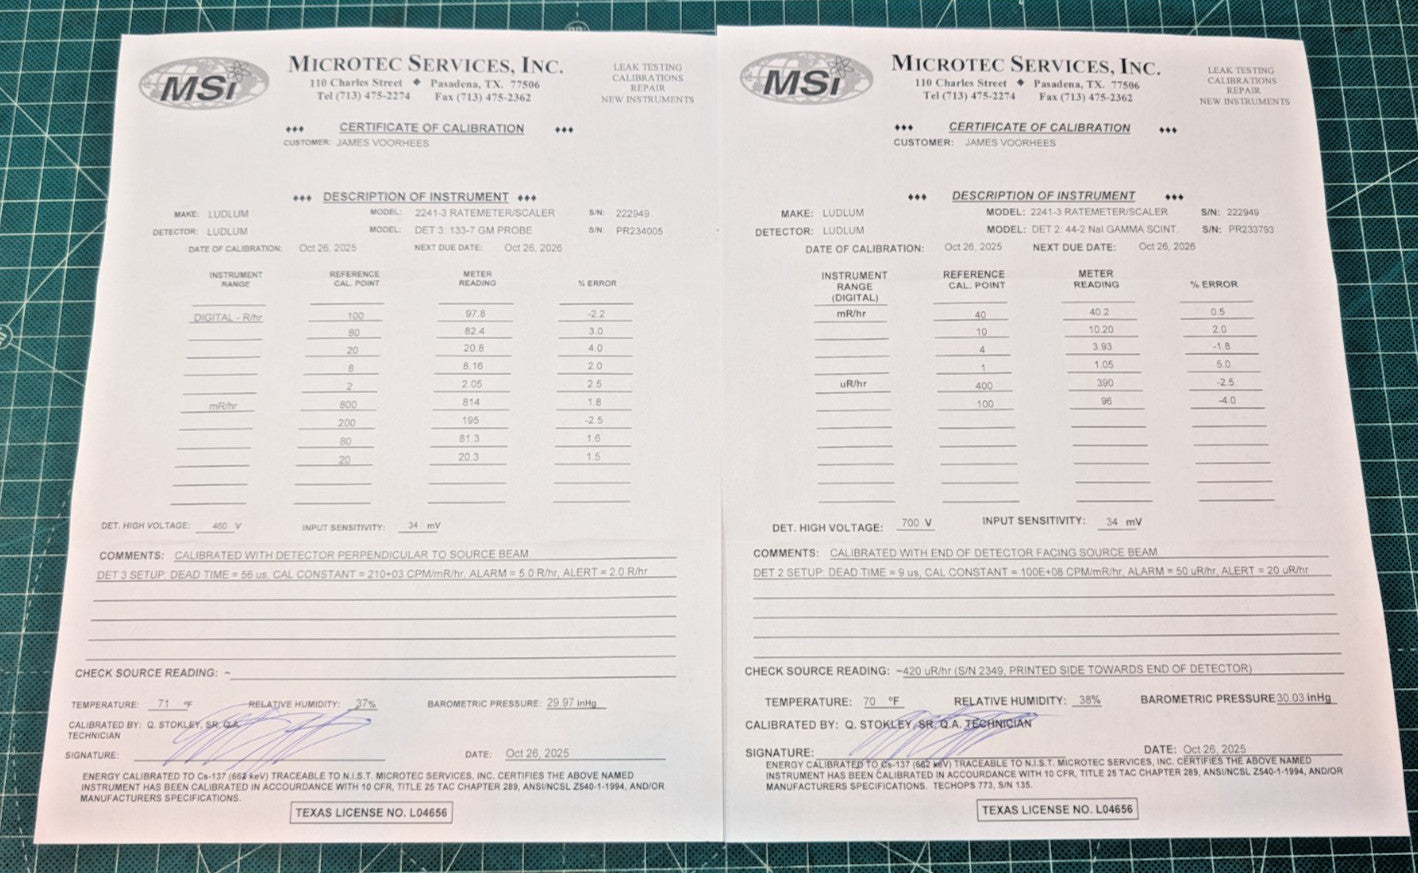 MSi
MICROTEC SERVICES, INC.
110 Charles Street ◆ Pasadena, TX. 77506
Tel (713) 475-2274 Fax (713) 475-2362
LEAK TESTING
CALIBRATIONS
REPAIR
NEW INSTRUMENTS
♦♦♦ CERTIFICATE OF CALIBRATION ♦♦♦
CUSTOMER: JAMES VOORHEES
♦♦♦ DESCRIPTION OF INSTRUMENT ♦♦♦
MAKE: LUDLUM MODEL: 2241-3 RATEMETER/SCALER S/N: 222949
DETECTOR: LUDLUM MODEL: DET 3: 133-7 GM PROBE S/N: PR234005
DATE OF CALIBRATION: Oct 26, 2025 NEXT DUE DATE: Oct 26, 2026
INSTRUMENT RANGE REFERENCE CAL. POINT METER READING % ERROR
DIGITAL - R/hr 100 97.8 -2.2
80 82.4 3.0
20 20.8 4.0
8 8.16 2.0
2 2.05 2.5
mR/hr 800 814 1.8
200 195 -2.5
80 81.3 1.6
20 20.3 1.5
DET. HIGH VOLTAGE: 460 V INPUT SENSITIVITY: 34 mV
COMMENTS: CALIBRATED WITH DETECTOR PERPENDICULAR TO SOURCE BEAM
DET 3 SETUP: DEAD TIME = 56 us, CAL CONSTANT = 210+03 CPM/mR/hr, ALARM = 5.0 R/hr, ALERT = 2.0 R/hr
CHECK SOURCE READING: ~
TEMPERATURE: 71 ºF RELATIVE HUMIDITY: 37% BAROMETRIC PRESSURE: 29.97 inHg
CALIBRATED BY: Q. STOKLEY, SR. Q.A.
TECHNICIAN
SIGNATURE: DATE: Oct 26, 2025
ENERGY CALIBRATED TO Cs-137 (662 keV) TRACEABLE TO N.I.S.T. MICROTEC SERVICES, INC. CERTIFIES THE ABOVE NAMED
INSTRUMENT HAS BEEN CALIBRATED IN ACCOURDANCE WITH 10 CFR, TITLE 25 TAC CHAPTER 289, ANSI/NCSL Z540-1-1994, AND/OR
MANUFACTURERS SPECIFICATIONS.
TEXAS LICENSE NO. L04656
MSi
MICROTEC SERVICES, INC.
110 Charles Street ◆ Pasadena, TX. 77506
Tel (713) 475-2274 Fax (713) 475-2362
LEAK TESTING
CALIBRATIONS
REPAIR
NEW INSTRUMENTS
♦♦♦ CERTIFICATE OF CALIBRATION ♦♦♦
CUSTOMER: JAMES VOORHEES
♦♦♦ DESCRIPTION OF INSTRUMENT ♦♦♦
MAKE: LUDLUM MODEL: 2241-3 RATEMETER/SCALER S/N: 222949
DETECTOR: LUDLUM MODEL: DET 2: 44-2 NaI GAMMA SCINT. S/N: PR233793
DATE OF CALIBRATION: Oct 26, 2025 NEXT DUE DATE: Oct 26, 2026
INSTRUMENT RANGE (DIGITAL) REFERENCE CAL. POINT METER READING % ERROR
mR/hr 40 40.2 0.5
10 10.20 2.0
4 3.93 -1.8
1 1.05 5.0
uR/hr 400 390 -2.5
100 96 -4.0
DET. HIGH VOLTAGE: 700 V INPUT SENSITIVITY: 34 mV
COMMENTS: CALIBRATED WITH END OF DETECTOR FACING SOURCE BEAM
DET 2 SETUP: DEAD TIME = 9 us, CAL CONSTANT = 100E+08 CPM/mR/hr, ALARM = 50 uR/hr, ALERT = 20 uR/hr
CHECK SOURCE READING: ~420 uR/hr (S/N 2349, PRINTED SIDE TOWARDS END OF DETECTOR)
TEMPERATURE: 70 ºF RELATIVE HUMIDITY: 38% BAROMETRIC PRESSURE: 30.03 inHg
CALIBRATED BY: Q. STOKLEY, SR. Q.A. TECHNICIAN
SIGNATURE: DATE: Oct 26, 2025
ENERGY CALIBRATED TO Cs-137 (662 keV) TRACEABLE TO N.I.S.T. MICROTEC SERVICES, INC. CERTIFIES THE ABOVE NAMED
INSTRUMENT HAS BEEN CALIBRATED IN ACCOURDANCE WITH 10 CFR, TITLE 25 TAC CHAPTER 289, ANSI/NCSL Z540-1-1994, AND/OR
MANUFACTURERS SPECIFICATIONS. TECHOPS 773, S/N 135.
TEXAS LICENSE NO. L04656